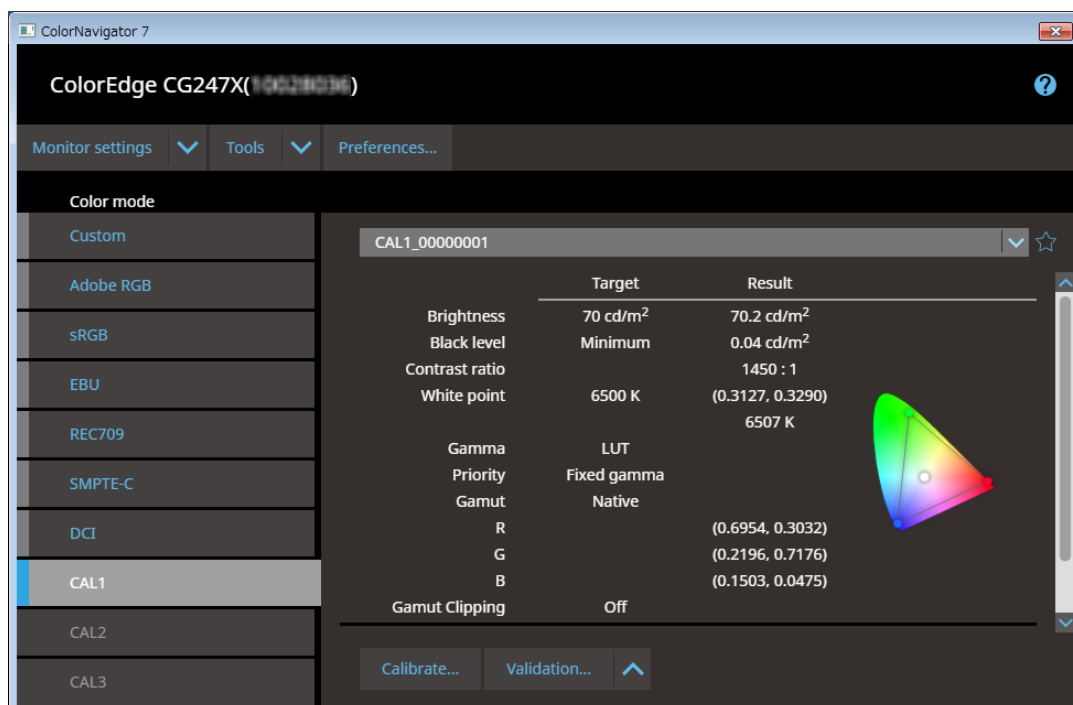 ColorNavigator 7
ColorEdge CG247X( )
Monitor settings Tools Preferences...
Color mode
Custom
Adobe RGB
sRGB
EBU
REC709
SMPTE-C
DCI
CAL1
CAL2
CAL3
CAL1_00000001
Target Result
Brightness 70 cd/m² 70.2 cd/m²
Black level Minimum 0.04 cd/m²
Contrast ratio 1450 : 1
White point 6500 K (0.3127, 0.3290)
6507 K
Gamma LUT
Priority Fixed gamma
Gamut Native
R (0.6954, 0.3032)
G (0.2196, 0.7176)
B (0.1503, 0.0475)
Gamut Clipping Off
Calibrate... Validation...